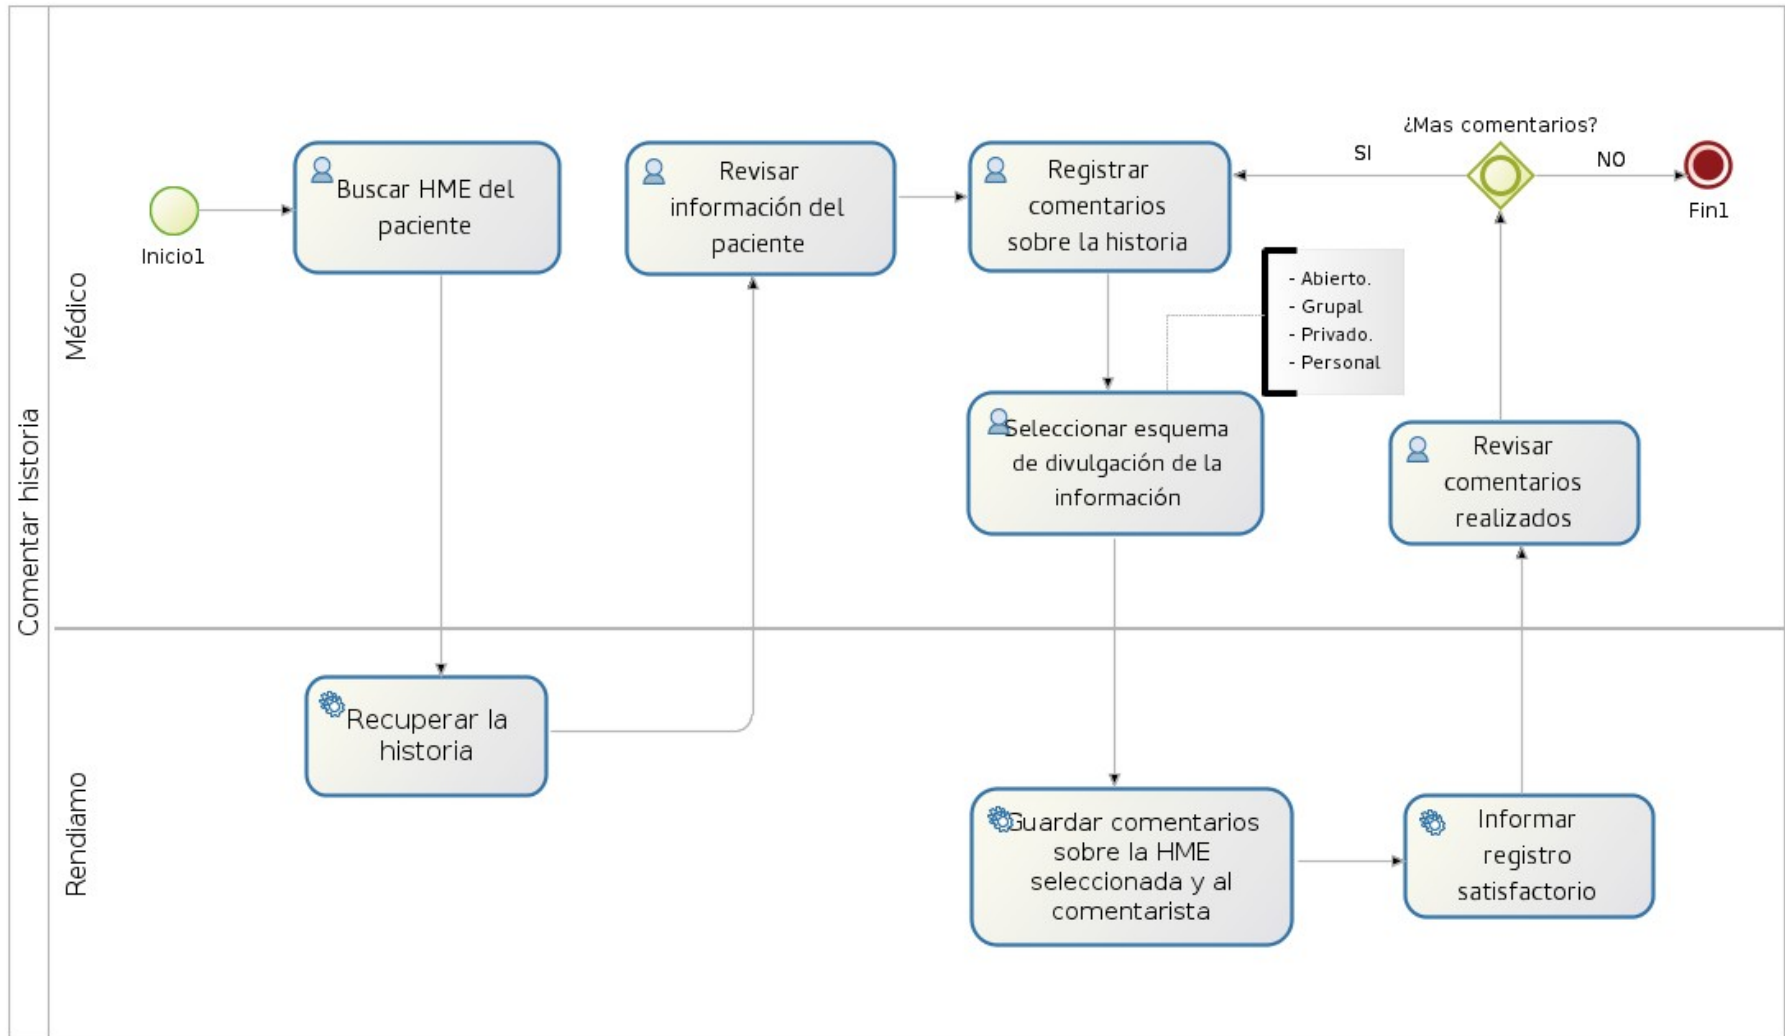 Comentar historia
Médico
Inicio1
Buscar HME del
paciente
Revisar
información del
paciente
Registrar
comentarios
sobre la historia
¿Mas comentarios?
SI
NO
Fin1
- Abierto.
- Grupal
- Privado.
- Personal
Seleccionar esquema
de divulgación de la
información
Revisar
comentarios
realizados
Rendiamo
Recuperar la
historia
Guardar comentarios
sobre la HME
seleccionada y al
comentarista
Informar
registro
satisfactorio